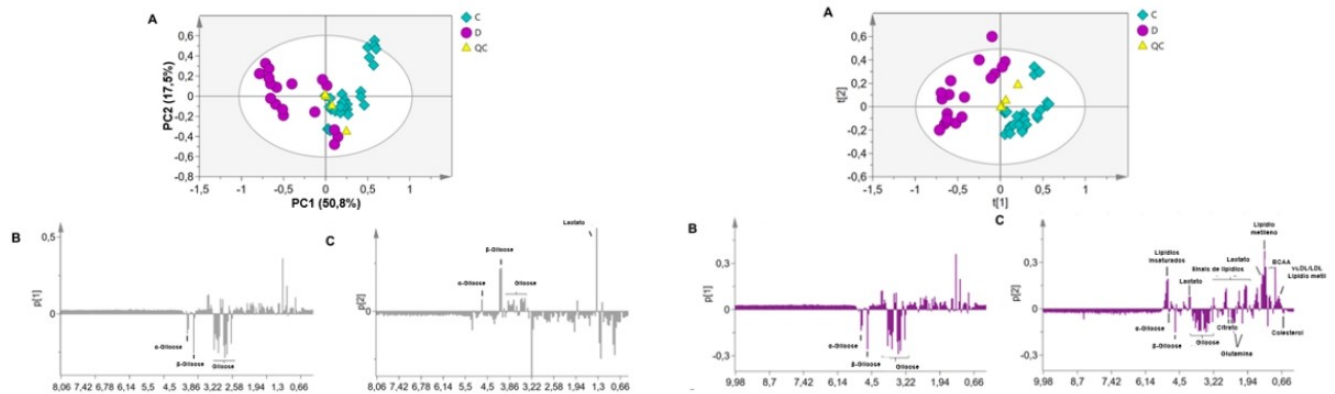 A
C
D
QC
0,6
0,4
0,2
0
-0,2
-0,4
-0,6
-0,8
PC2 (17,5%)
-1,5 -1 -0,5 0 0,5 1
PC1 (50,8%)
B
0,5
0
p[1]
α-Glicose
β-Glicose
Glicose
8,06 7,42 6,78 6,14 5,5 4,5 3,86 3,22 2,58 1,94 1,3 0,66
C
Lactato
β-Glicose
α-Glicose
Glicose
p[2]
0
8,06 7,42 6,78 6,14 5,5 4,5 3,86 3,22 2,58 1,94 1,3 0,66
A
C
D
QC
0,6
0,4
0,2
0
-0,2
-0,4
-0,6
t[2]
-1,5 -1 -0,5 0 0,5 1
t[1]
B
0,3
0
-0,3
p[1]
α-Glicose
β-Glicose
Glicose
9,98 8,7 7,42 6,14 4,5 3,22 1,94 0,66
C
Lipídio
metileno
Lipídios
insaturados
Sinais de lipídios
Lactato
BCAA
Lactato
vLDL/LDL
Lipídio metil
0,3
0
-0,3
p[2]
α-Glicose
β-Glicose
Glicose
Citrato
Glutamina
Colesterol
9,98 8,7 7,42 6,14 4,5 3,22 1,94 0,66